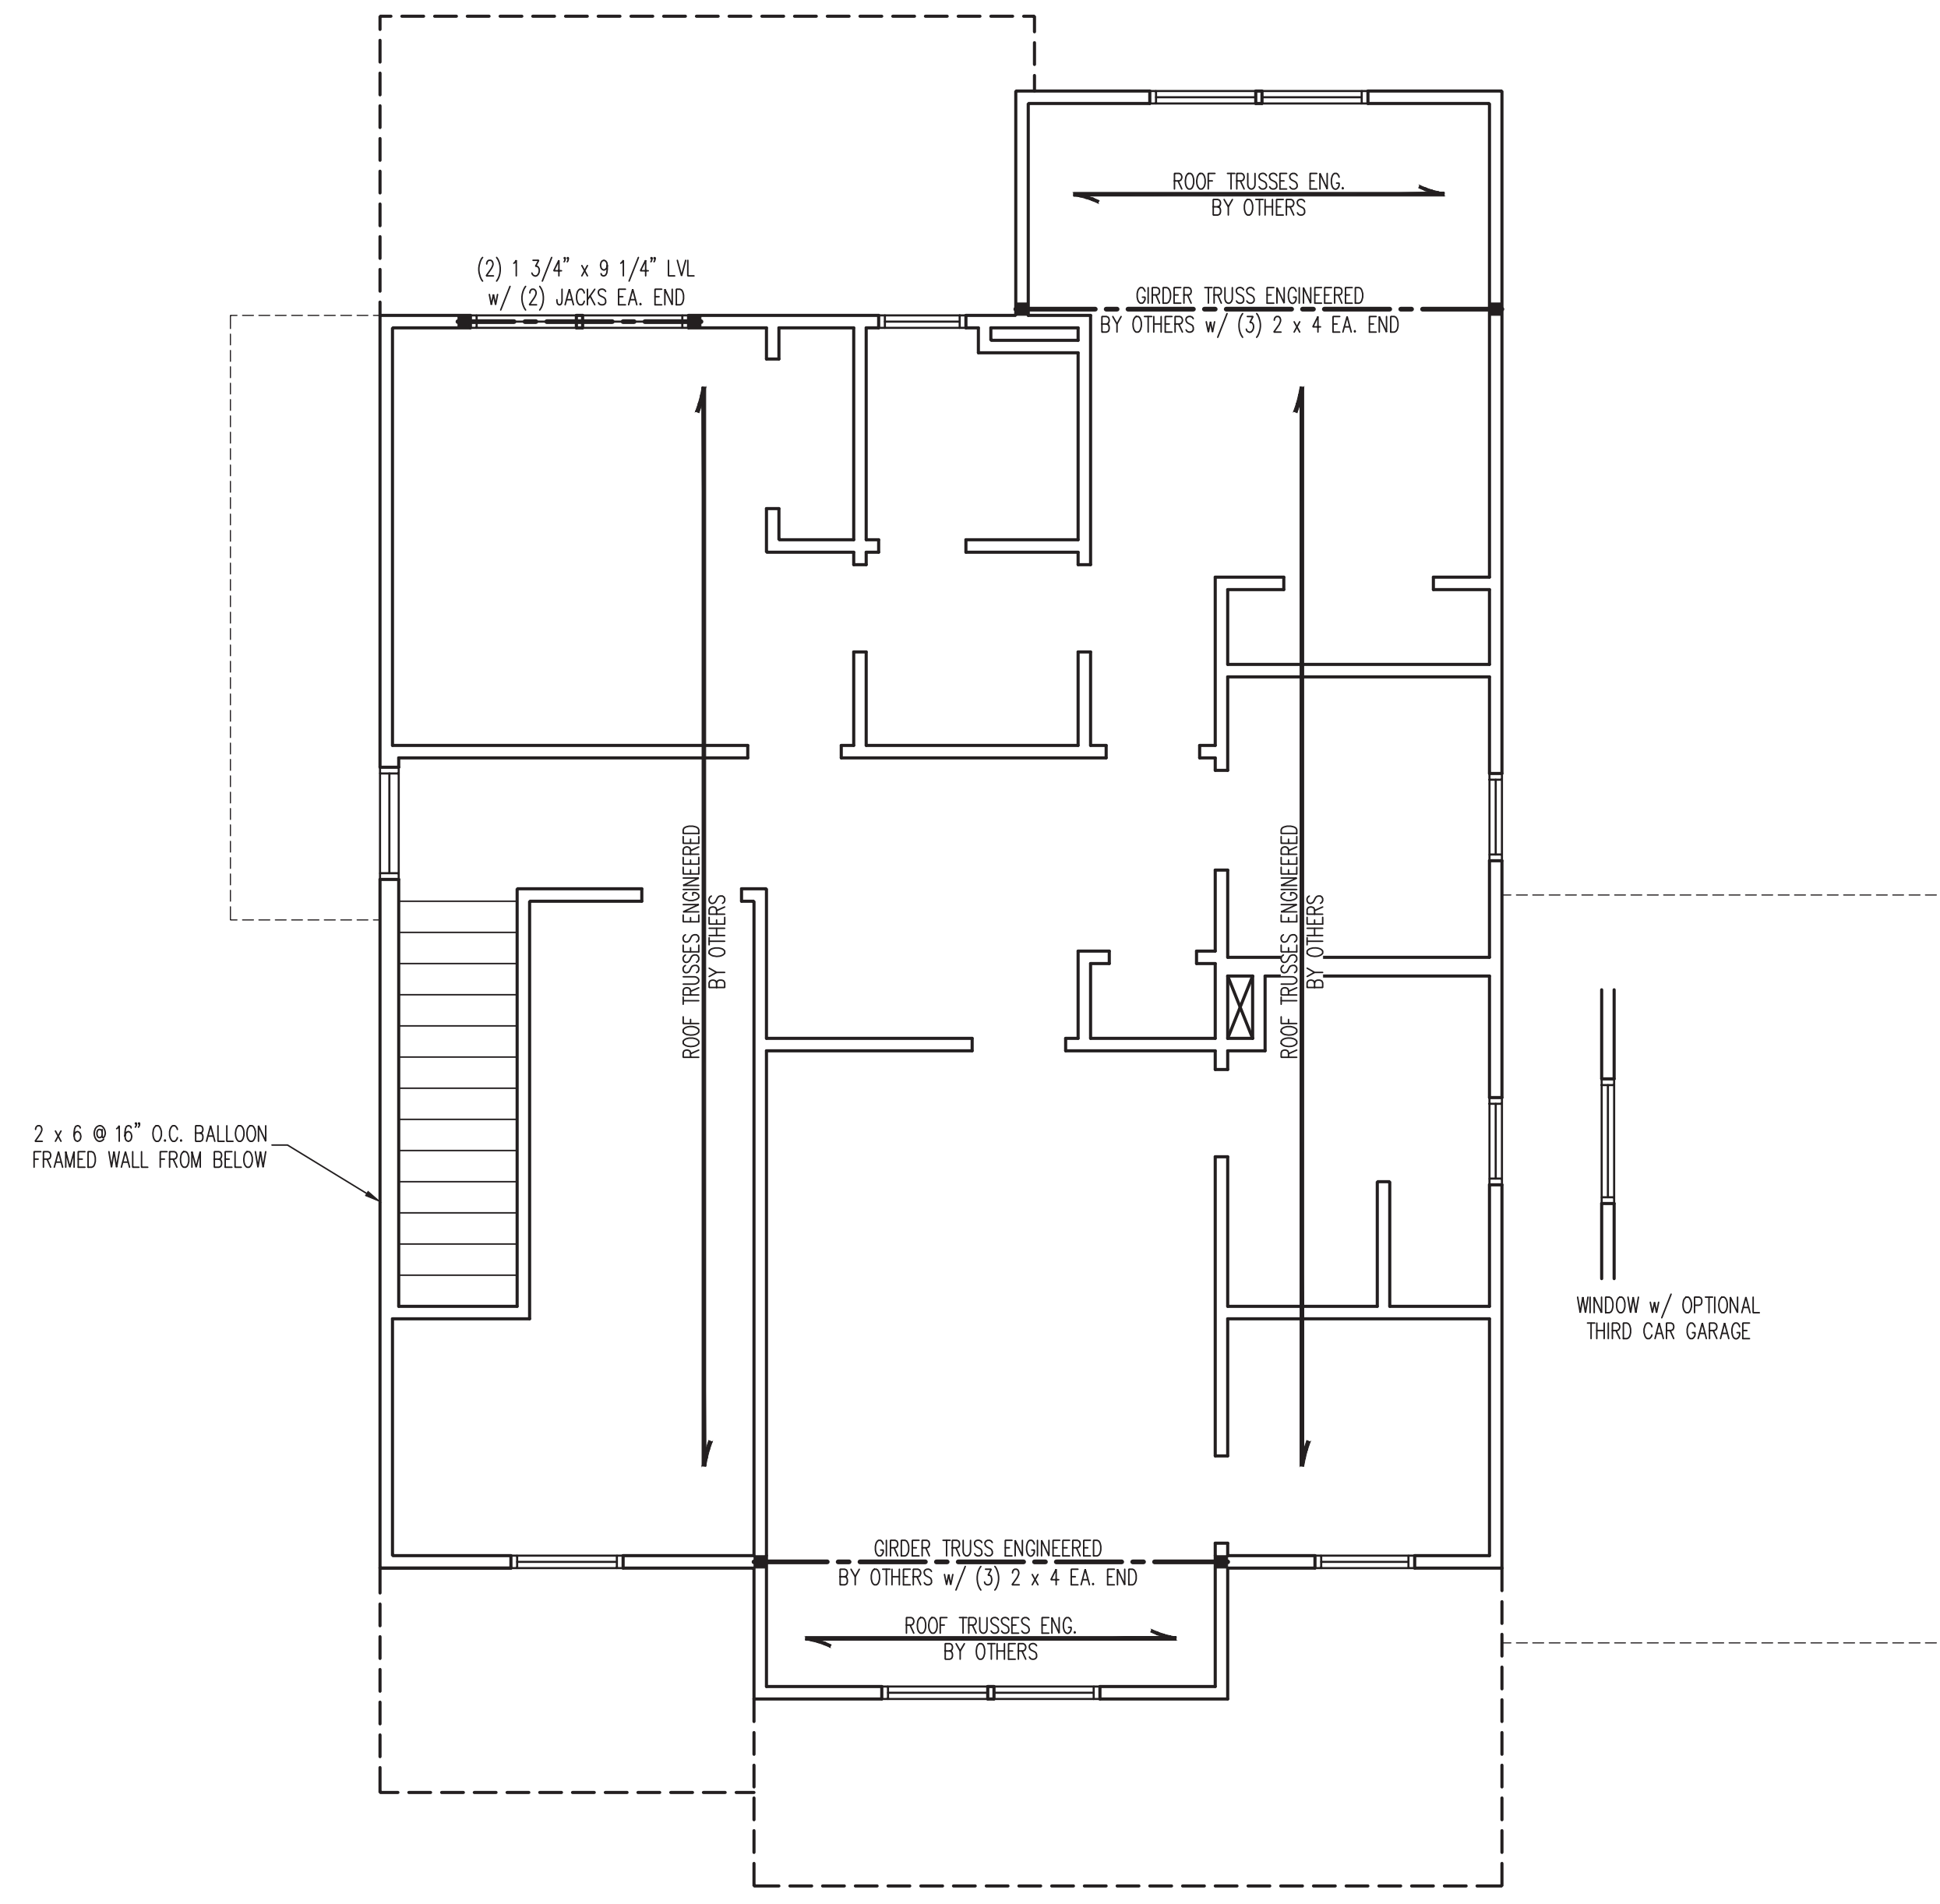 ROOF TRUSSES ENG.
BY OTHERS
(2) 1 3/4” x 9 1/4” LVL
w/ (2) JACKS EA. END
GIRDER TRUSS ENGINEERED
BY OTHERS w/ (3) 2 x 4 EA. END
ROOF TRUSSES ENGINEERED
BY OTHERS
ROOF TRUSSES ENGINEERED
BY OTHERS
2 x 6 @ 16” O.C. BALLOON
FRAMED WALL FROM BELOW
WINDOW w/ OPTIONAL
THIRD CAR GARAGE
GIRDER TRUSS ENGINEERED
BY OTHERS w/ (3) 2 x 4 EA. END
ROOF TRUSSES ENG.
BY OTHERS